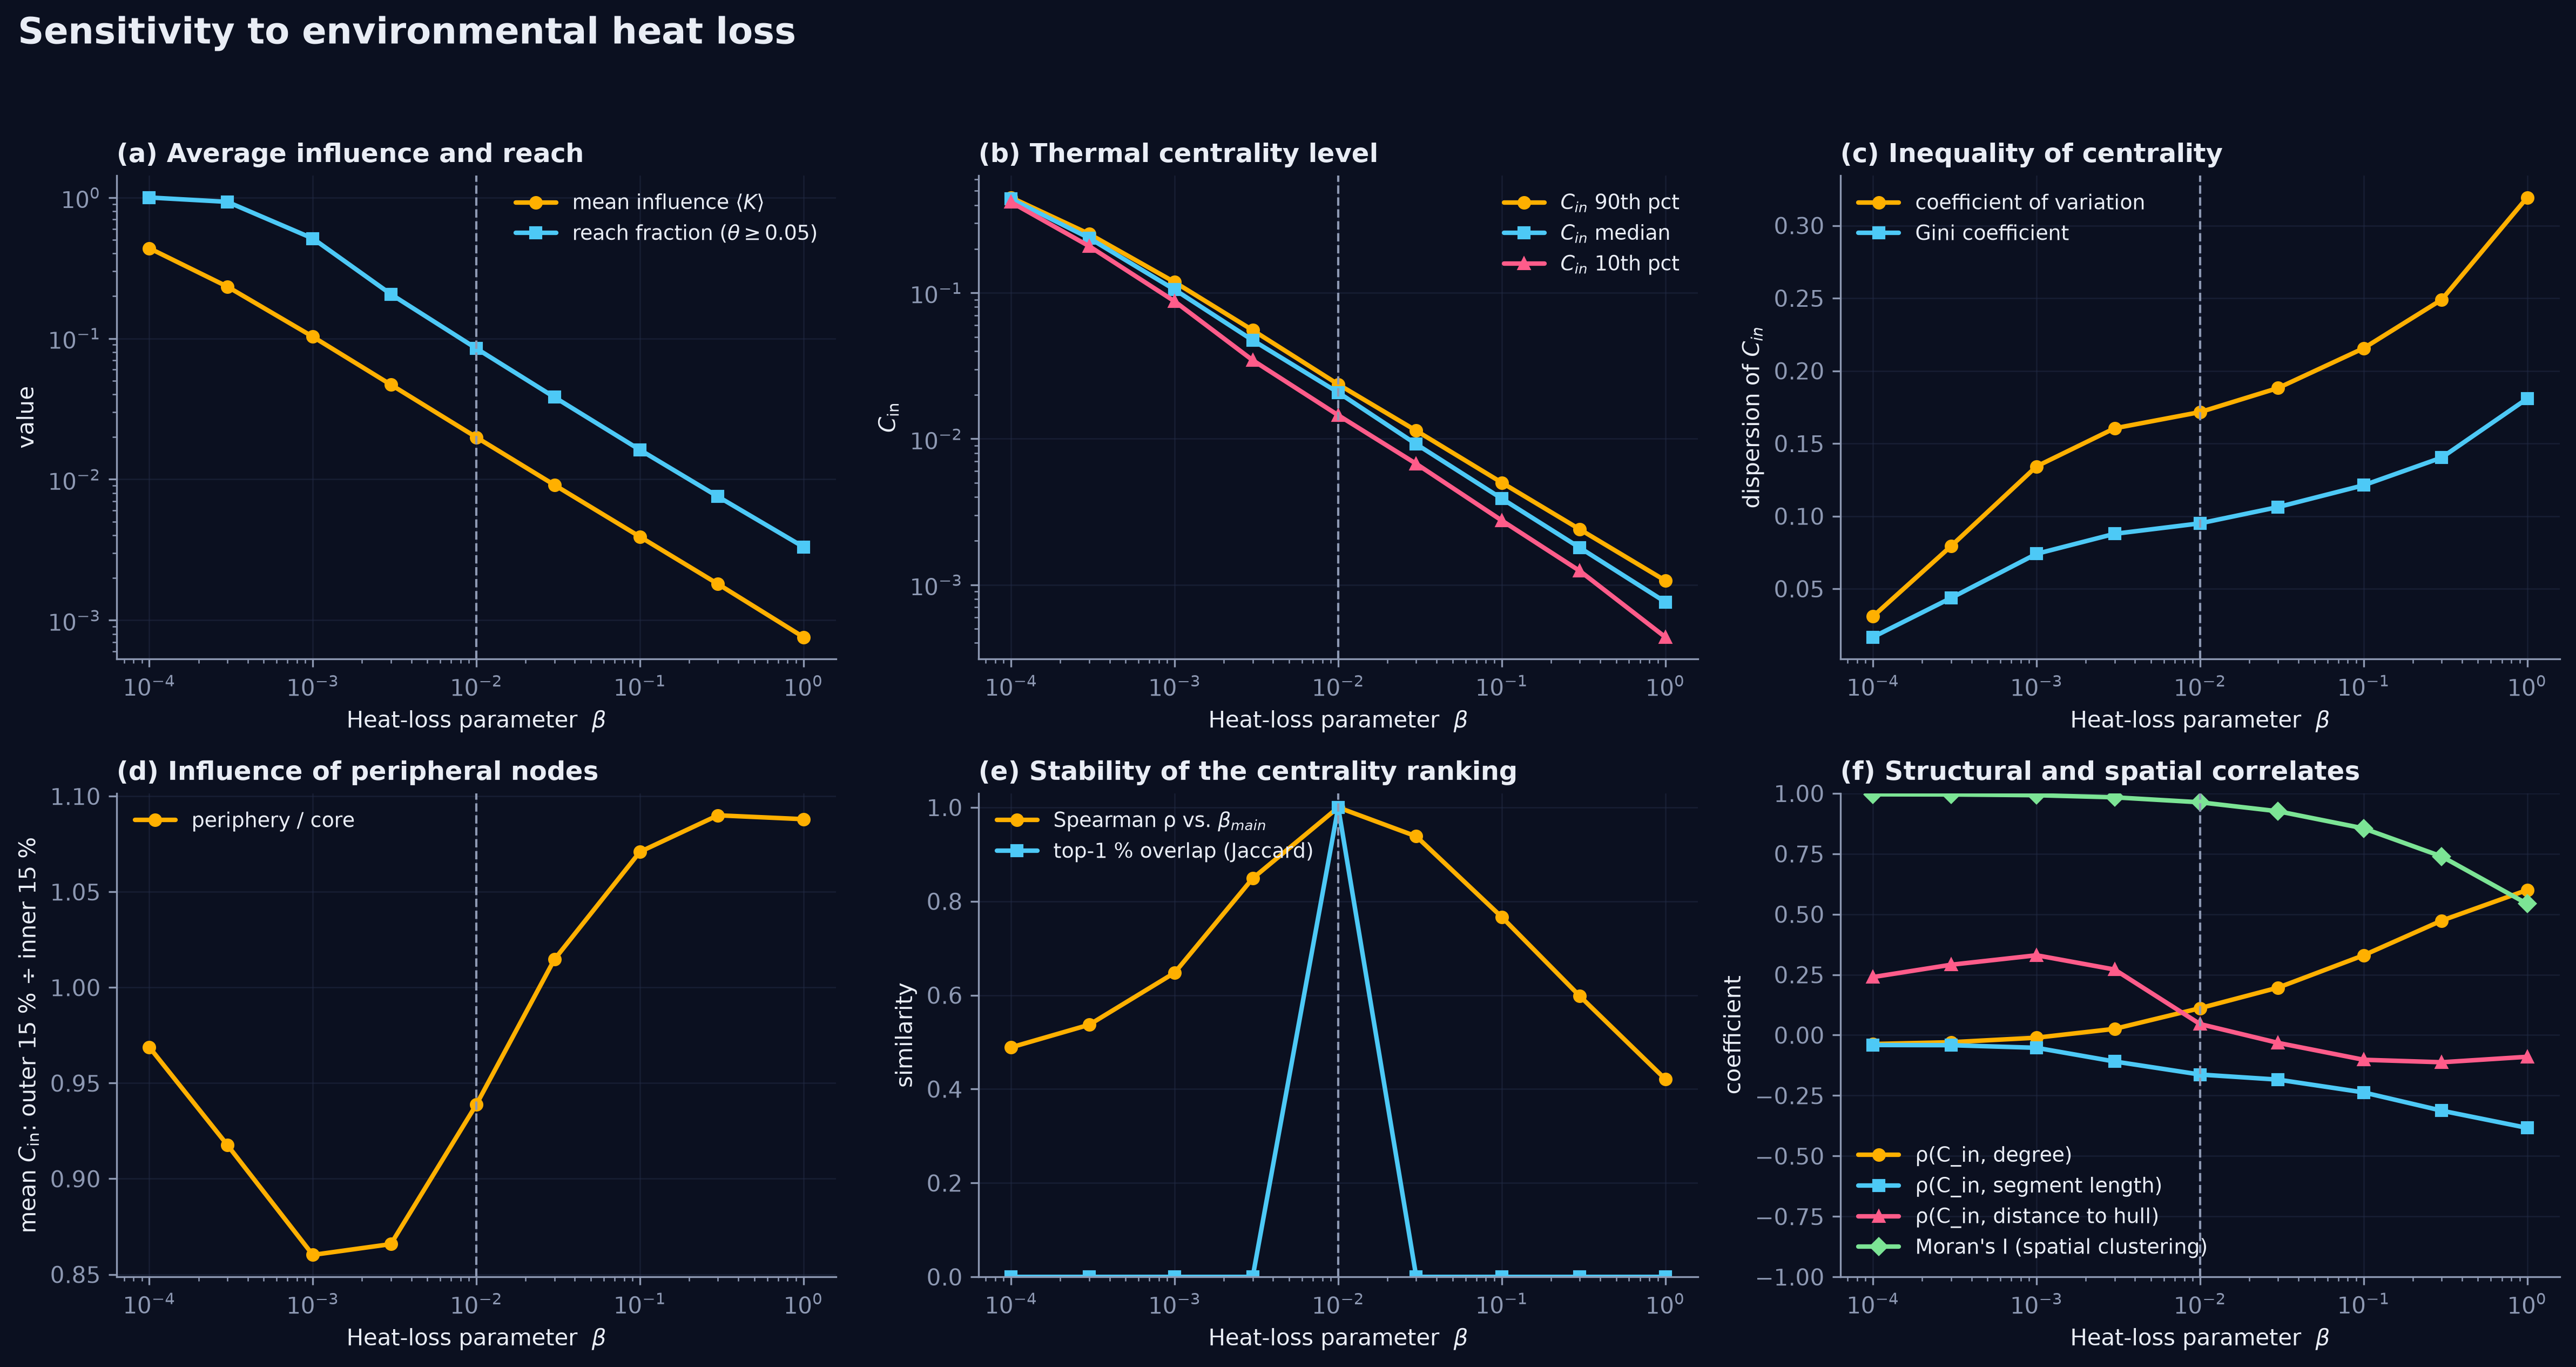 Sensitivity to environmental heat loss
(a) Average influence and reach
mean influence ⟨K⟩
reach fraction (θ ≥ 0.05)
10⁰
10⁻¹
10⁻²
10⁻³
value
10⁻⁴ 10⁻³ 10⁻² 10⁻¹ 10⁰
Heat-loss parameter β
(b) Thermal centrality level
C_in 90th pct
C_in median
C_in 10th pct
10⁻¹
10⁻²
10⁻³
C_in
10⁻⁴ 10⁻³ 10⁻² 10⁻¹ 10⁰
Heat-loss parameter β
(c) Inequality of centrality
coefficient of variation
Gini coefficient
0.30
0.25
0.20
0.15
0.10
0.05
dispersion of C_in
10⁻⁴ 10⁻³ 10⁻² 10⁻¹ 10⁰
Heat-loss parameter β
(d) Influence of peripheral nodes
periphery / core
1.10
1.05
1.00
0.95
0.90
0.85
mean C_in: outer 15 % ÷ inner 15 %
10⁻⁴ 10⁻³ 10⁻² 10⁻¹ 10⁰
Heat-loss parameter β
(e) Stability of the centrality ranking
Spearman ρ vs. β_main
top-1 % overlap (Jaccard)
1.0
0.8
0.6
0.4
0.2
0.0
similarity
10⁻⁴ 10⁻³ 10⁻² 10⁻¹ 10⁰
Heat-loss parameter β
(f) Structural and spatial correlates
1.00
0.75
0.50
0.25
0.00
−0.25
−0.50
−0.75
−1.00
coefficient
ρ(C_in, degree)
ρ(C_in, segment length)
ρ(C_in, distance to hull)
Moran's I (spatial clustering)
10⁻⁴ 10⁻³ 10⁻² 10⁻¹ 10⁰
Heat-loss parameter β